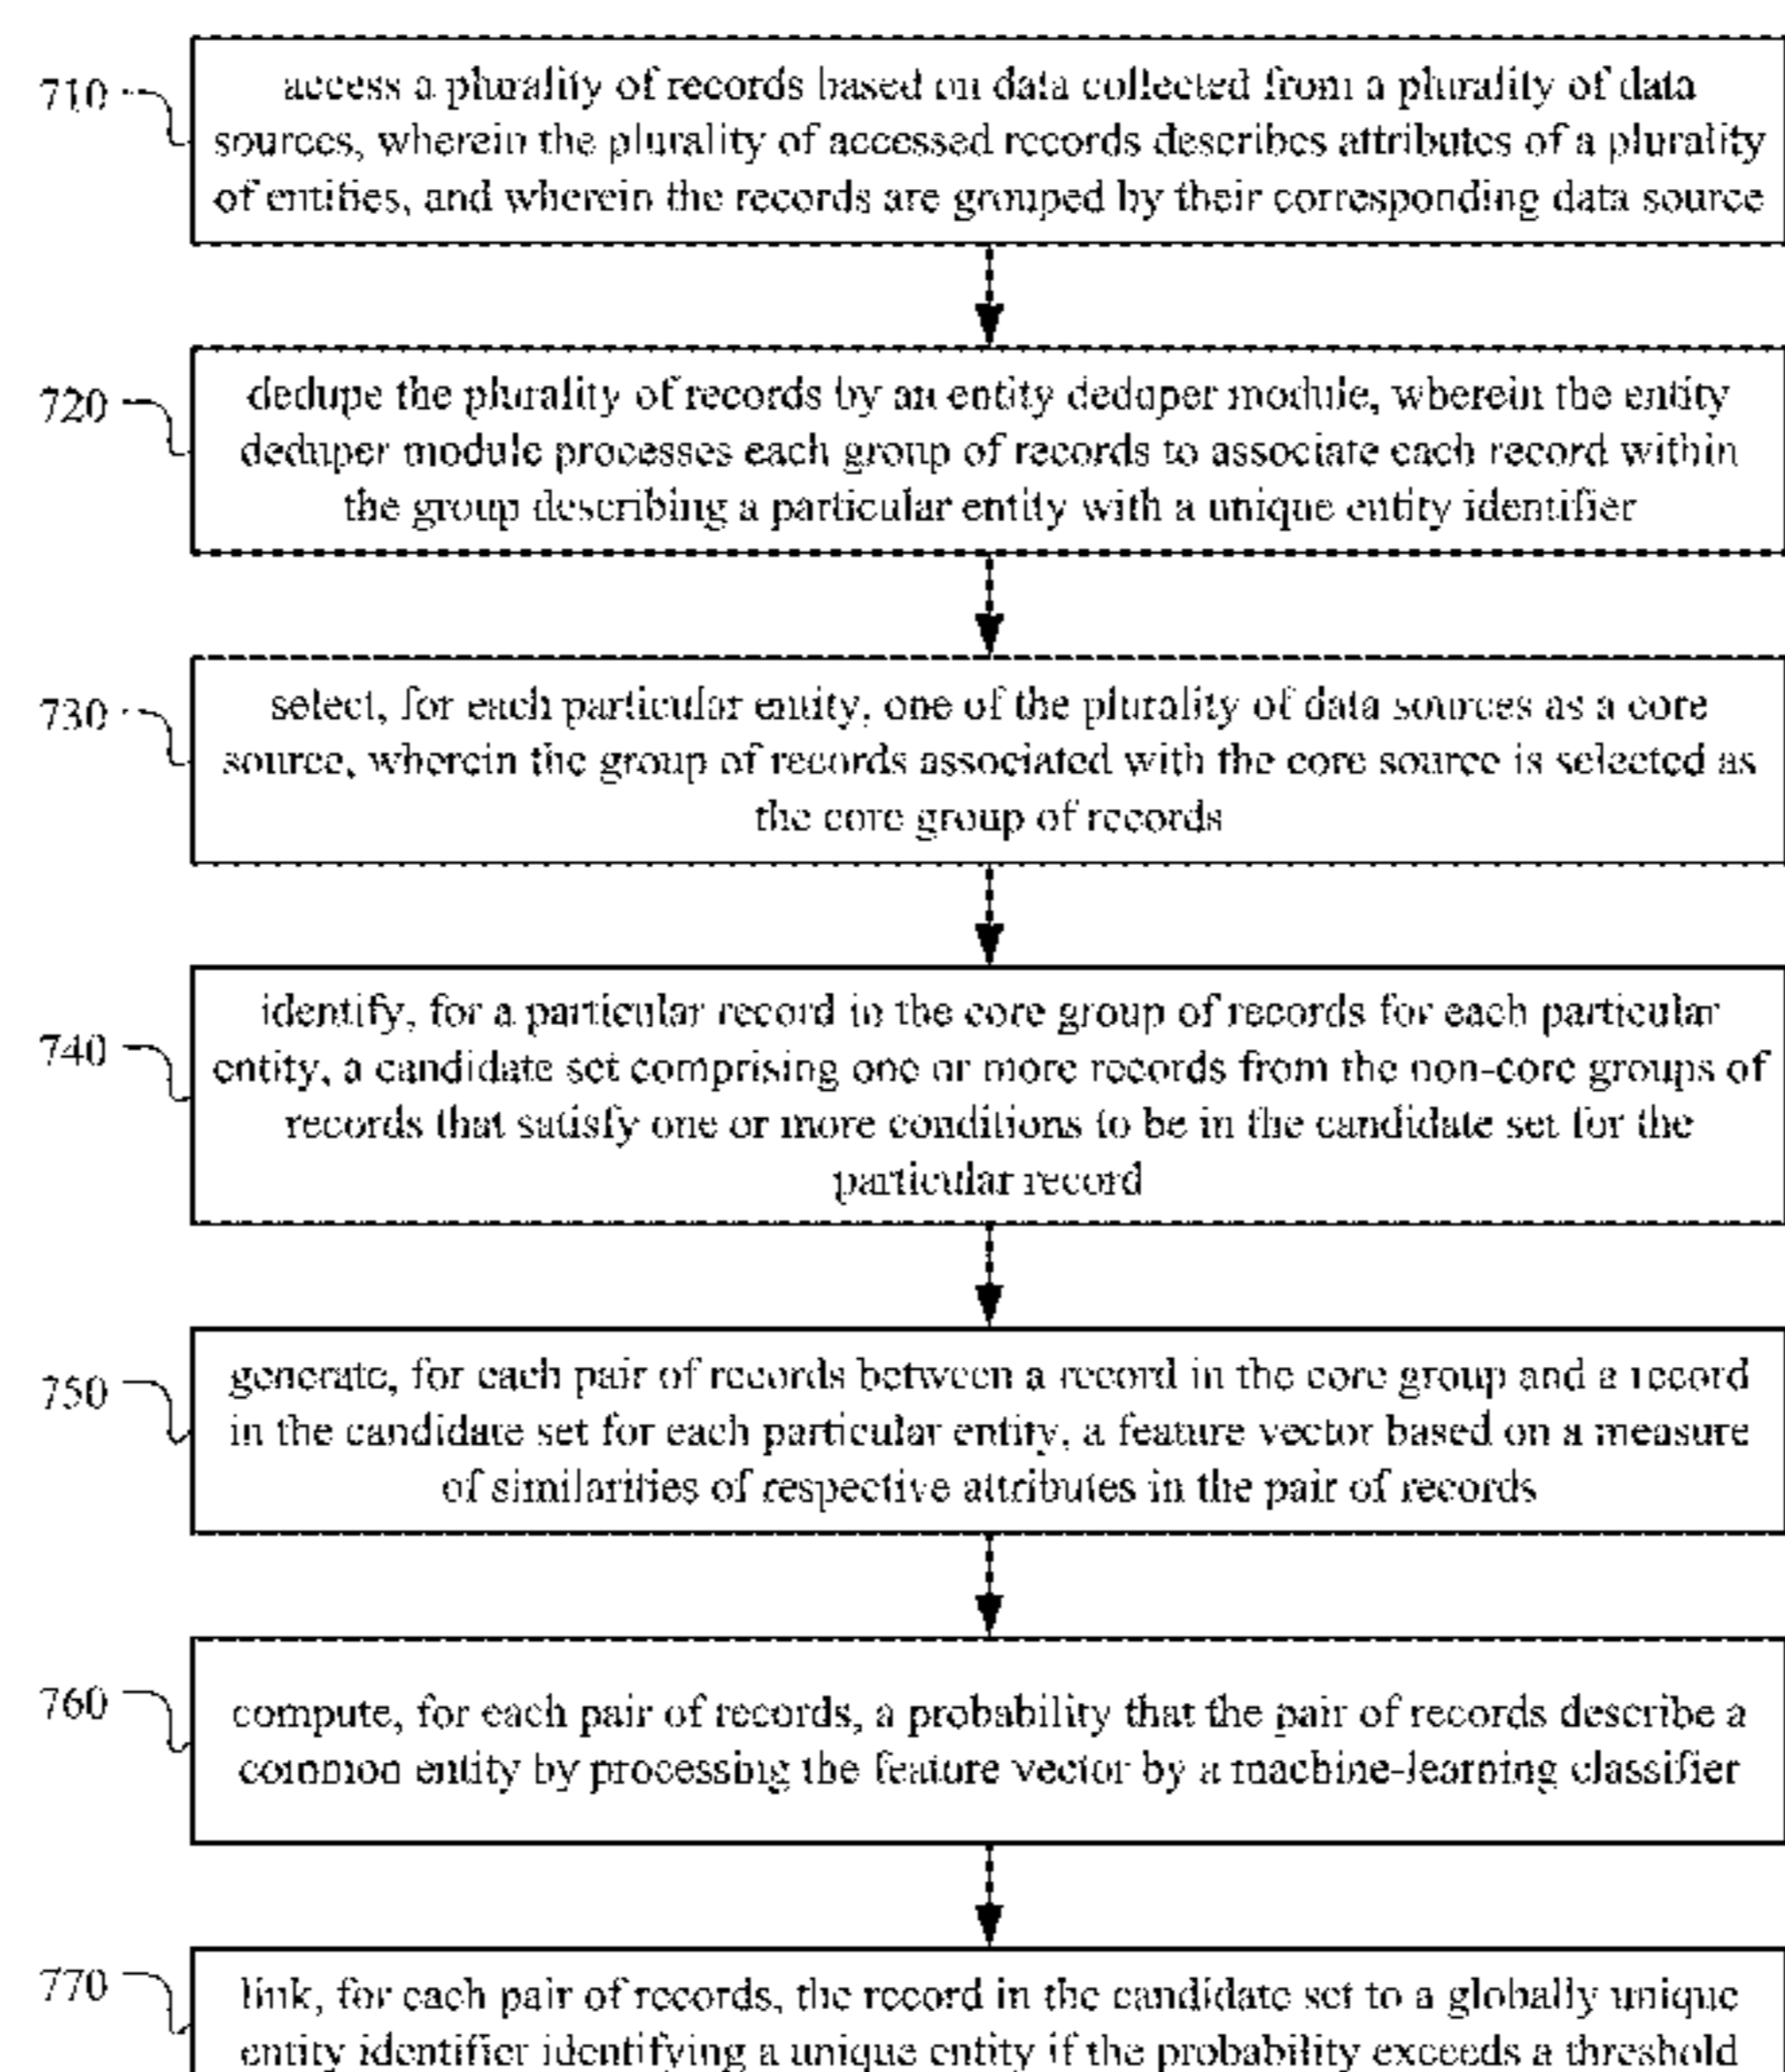 710
access a plurality of records based on data collected from a plurality of data
sources, wherein the plurality of accessed records describes attributes of a plurality
of entities, and wherein the records are grouped by their corresponding data source
720
dedupe the plurality of records by an entity deduper module, wherein the entity
deduper module processes each group of records to associate each record within
the group describing a particular entity with a unique entity identifier
730
select, for each particular entity, one of the plurality of data sources as a core
source, wherein the group of records associated with the core source is selected as
the core group of records
740
identify, for a particular record in the core group of records for each particular
entity, a candidate set comprising one or more records from the non-core groups of
records that satisfy one or more conditions to be in the candidate set for the
particular record
750
generate, for each pair of records between a record in the core group and a record
in the candidate set for each particular entity, a feature vector based on a measure
of similarities of respective attributes in the pair of records
760
compute, for each pair of records, a probability that the pair of records describe a
common entity by processing the feature vector by a machine-learning classifier
770
link, for each pair of records, the record in the candidate set to a globally unique
entity identifier identifying a unique entity if the probability exceeds a threshold